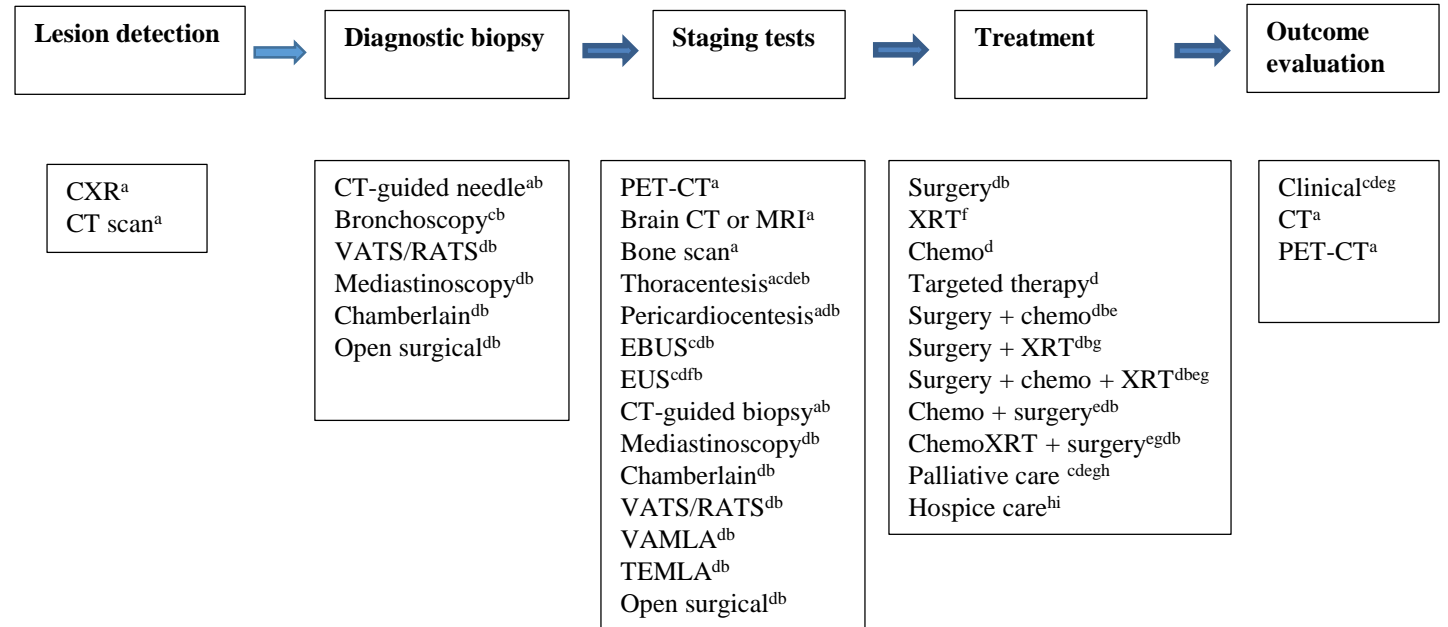 Lesion detection
Diagnostic biopsy
Staging tests
Treatment
Outcome
evaluation
CXRᵃ
CT scanᵃ
CT-guided needleᵃᵇ
Bronchoscopyᶜᵇ
VATS/RATSᵈᵇ
Mediastinoscopyᵈᵇ
Chamberlainᵈᵇ
Open surgicalᵈᵇ
PET-CTᵃ
Brain CT or MRIᵃ
Bone scanᵃ
Thoracentesisᵃᶜᵈᵉᵇ
Pericardiocentesisᵃᵈᵇ
EBUSᶜᵈᵇ
EUSᶜᵈᶠᵇ
CT-guided biopsyᵃᵇ
Mediastinoscopyᵈᵇ
Chamberlainᵈᵇ
VATS/RATSᵈᵇ
VAMLAᵈᵇ
TEMLAᵈᵇ
Open surgicalᵈᵇ
Surgeryᵈᵇ
XRTᶠ
Chemoᵈ
Targeted therapyᵈ
Surgery + chemoᵈᵇᵉ
Surgery + XRTᵈᵇᵍ
Surgery + chemo + XRTᵈᵇᵉᵍ
Chemo + surgeryᵉᵈᵇ
ChemoXRT + surgeryᵉᵍᵈᵇ
Palliative care ᶜᵈᵉᵍʰ
Hospice careʰⁱ
Clinicalᶜᵈᵉᵍ
CTᵃ
PET-CTᵃ